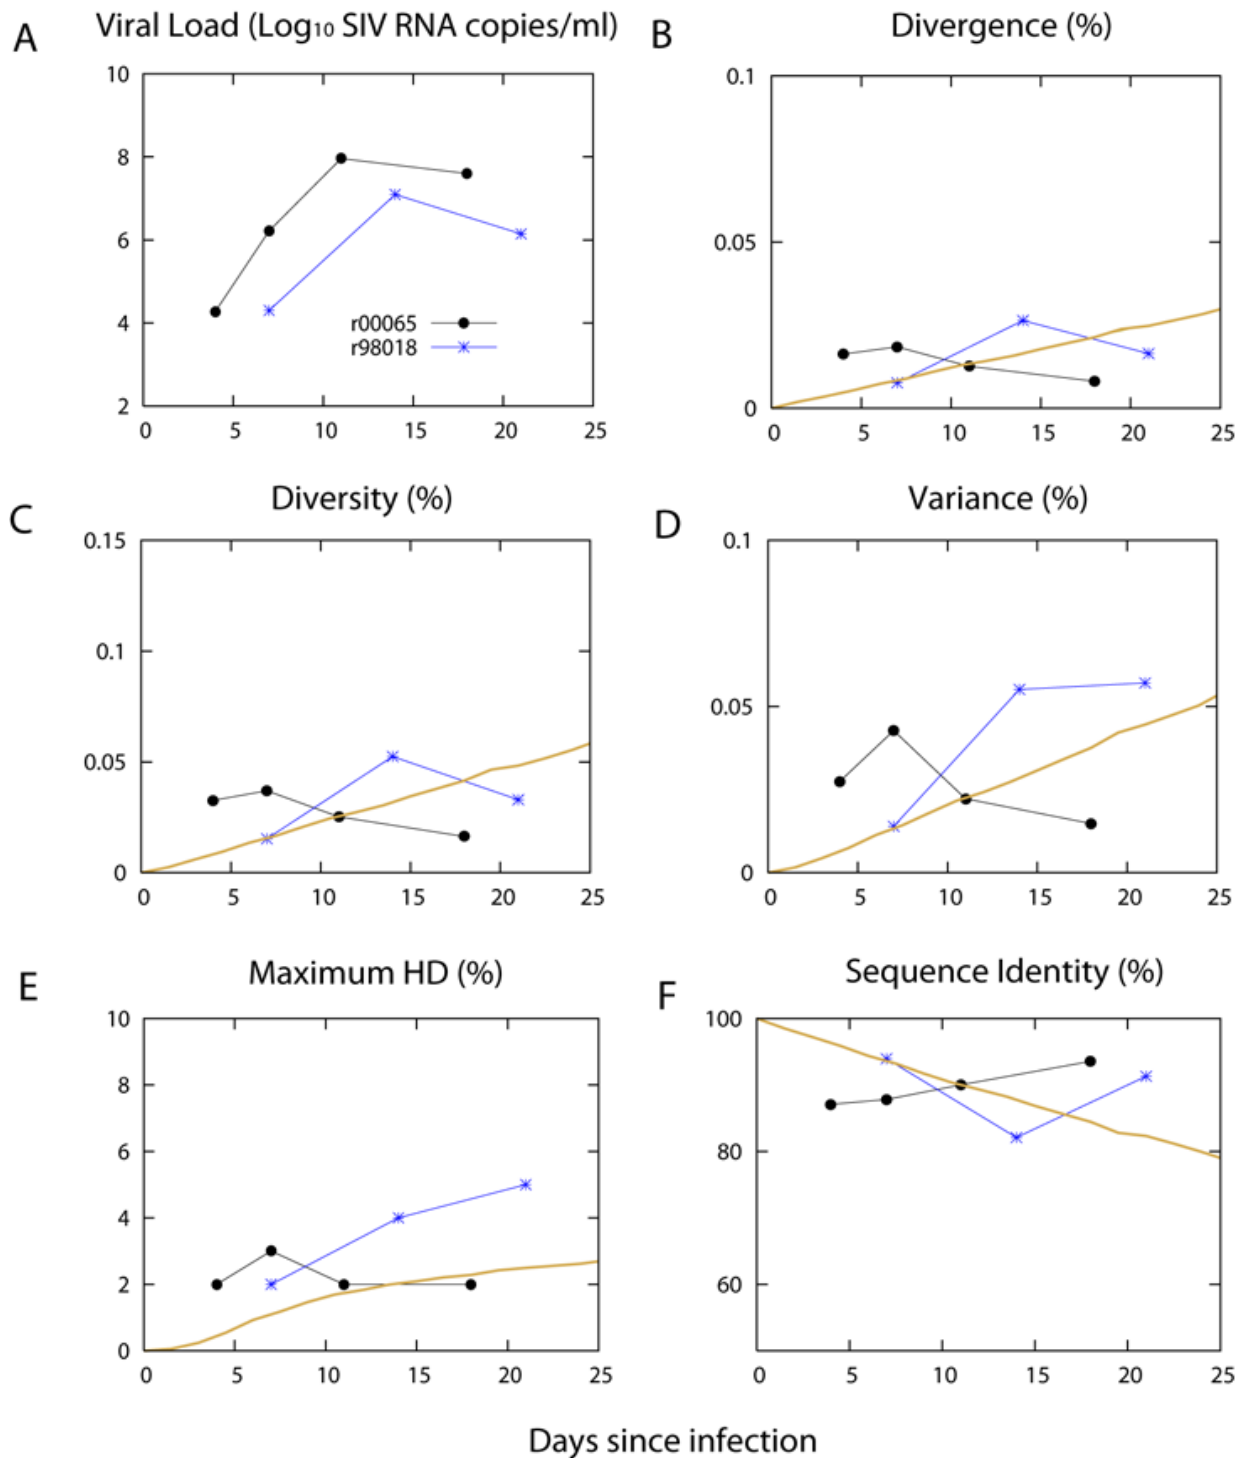 A Viral Load (Log₁₀ SIV RNA copies/ml)
10
8
6
4
2
r00065
r98018
0 5 10 15 20 25
B Divergence (%)
0.1
0.05
0
0 5 10 15 20 25
C Diversity (%)
0.15
0.1
0.05
0
0 5 10 15 20 25
D Variance (%)
0.1
0.05
0
0 5 10 15 20 25
E Maximum HD (%)
10
8
6
4
2
0
0 5 10 15 20 25
F Sequence Identity (%)
100
80
60
0 5 10 15 20 25
Days since infection